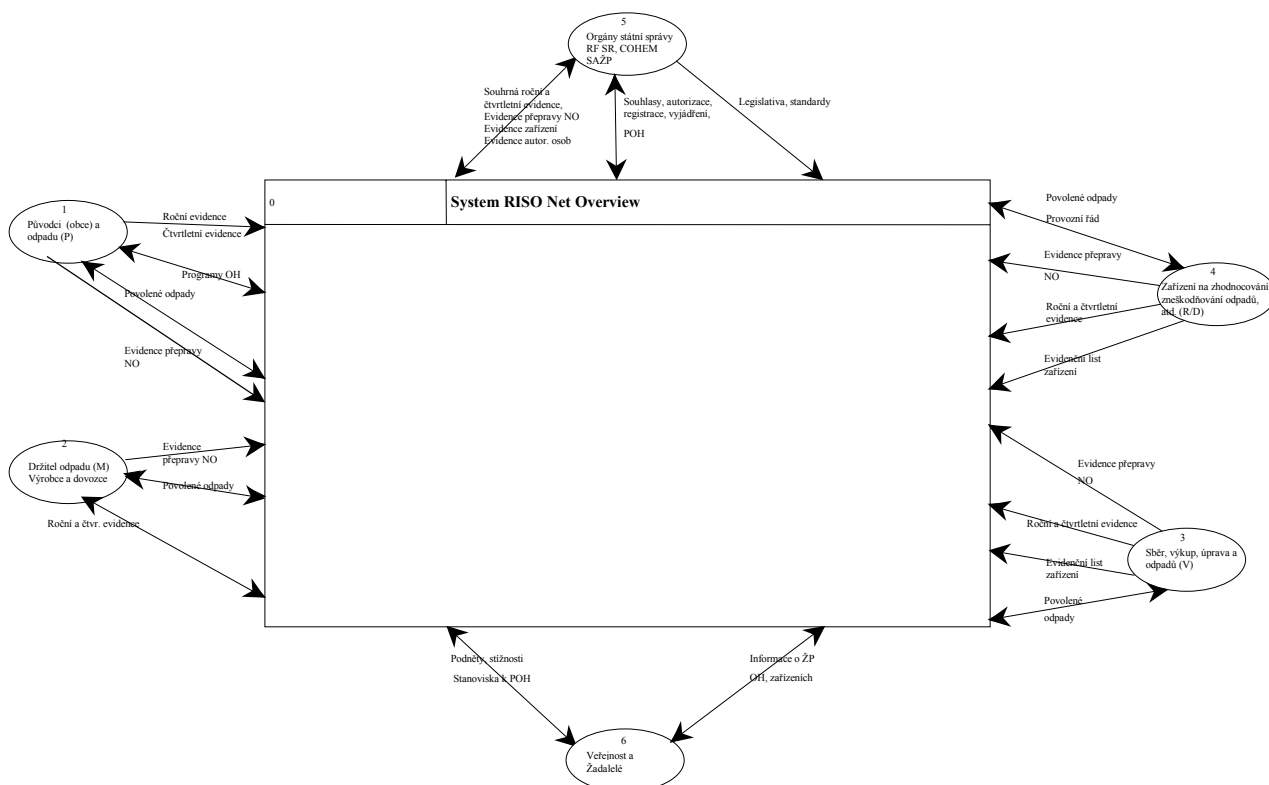 5
Orgány státní správy
RF SR, COHEM
SAŽP
Souhrná roční a
čtvrtletní evidence,
Evidence přepravy NO
Evidence zařízení
Evidence autor. osob
Souhlasy, autorizace,
registrace, vyjádření,
POH
Legislativa, standardy
0
System RISO Net Overview
1
Původci (obce) a
odpadu (P)
Roční evidence
Čtvrtletní evidence
Programy OH
Povolené odpady
Evidence přepravy
NO
2
Držitel odpadu (M)
Výrobce a dovozce
Evidence
přepravy NO
Povolené odpady
Roční a čtvr. evidence
Povolené odpady
Provozní řád
Evidence přepravy
NO
4
Zařízení na zhodnocování
zneškodňování odpadů,
atd. (R/D)
Roční a čtvrtletní
evidence
Evidenční list
zařízení
Evidence přepravy
NO
Roční a čtvrtletní evidence
3
Sběr, výkup, úprava a
odpadů (V)
Evidenční list
zařízení
Povolené
odpady
Podněty, stížnosti
Stanoviska k POH
Informace o ŽP
OH, zařízeních
6
Veřejnost a
Žadalelé